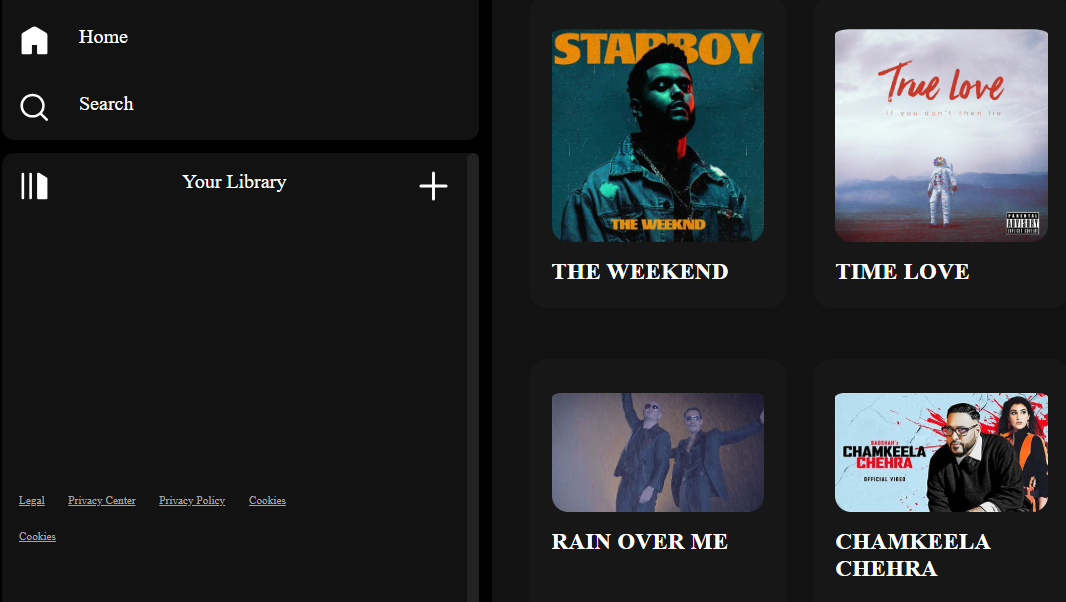 Home
Search
Your Library
Legal Privacy Center Privacy Policy Cookies
Cookies
STARBOY
THE WEEKND
THE WEEKEND
True Love
If you don't then lie
PARENTAL
ADVISORY
EXPLICIT CONTENT
TIME LOVE
RAIN OVER ME
BADSHAH's
CHAMKEELA
CHEHRA
OFFICIAL VIDEO
CHAMKEELA
CHEHRA